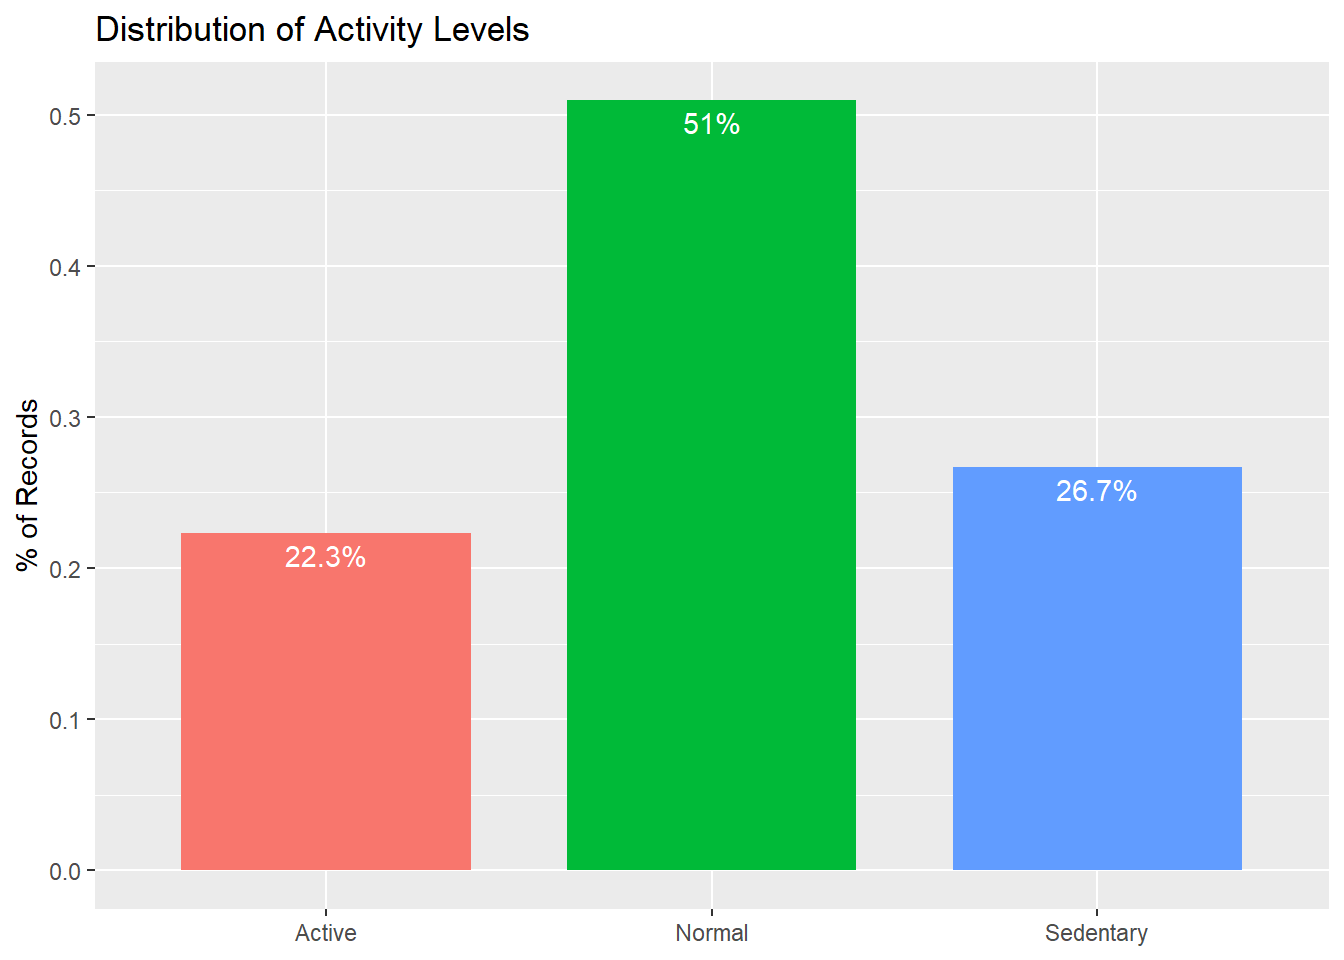 Distribution of Activity Levels
% of Records
0.5
0.4
0.3
0.2
0.1
0.0
51%
26.7%
22.3%
Active
Normal
Sedentary